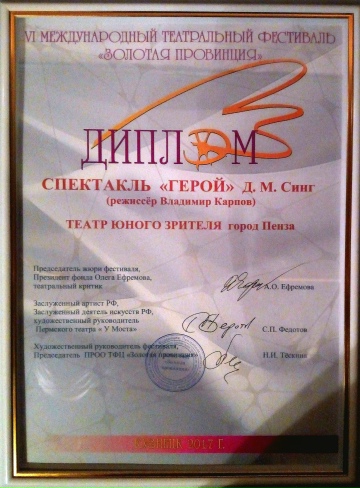 VI МЕЖДУНАРОДНЫЙ ТЕАТРАЛЬНЫЙ ФЕСТИВАЛЬ
«ЗОЛОТАЯ ПРОВИНЦИЯ»
ДИПЛОМ
СПЕКТАКЛЬ «ГЕРОЙ» Д. М. Синг
(режиссёр Владимир Карпов)
ТЕАТР ЮНОГО ЗРИТЕЛЯ город Пенза
Председатель жюри фестиваля,
Президент фонда Олега Ефремова,
театральный критик
А.О. Ефремова
Заслуженный артист РФ,
Заслуженный деятель искусств РФ,
художественный руководитель
Пермского театра « У Моста»
С.П. Федотов
Художественный руководитель фестиваля,
Председатель ПРОО ТФЦ «Золотая провинция»
Н.И.
2017 г.